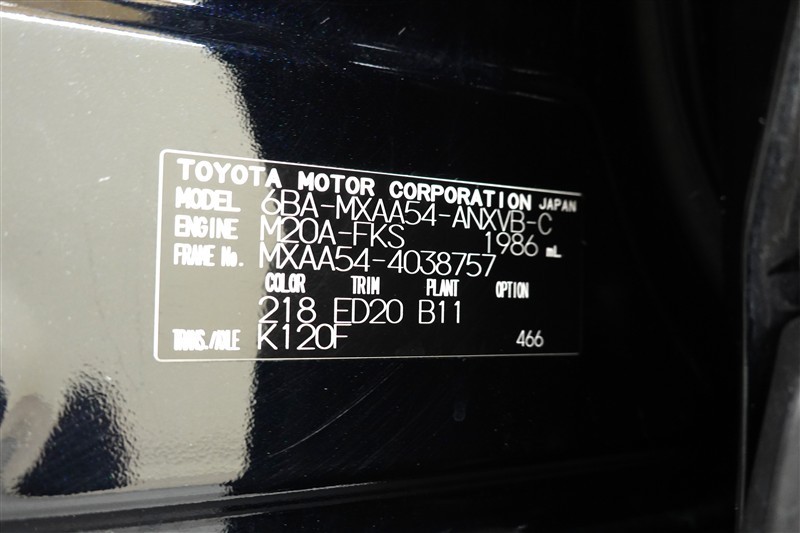 TOYOTA MOTOR CORPORATION JAPAN
MODEL 6BA-MXAA54-ANXVB-C
ENGINE M20A-FKS 1986 mL
FRAME No. MXAA54-4038757
COLOR TRIM PLANT OPTION
218 ED20 B11
TRANS./AXLE K120F 466